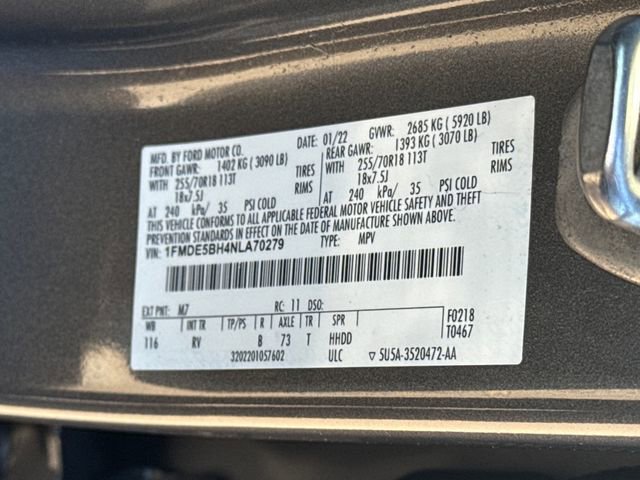 MFD. BY FORD MOTOR CO. 01/22 GVWR: 2685 KG ( 5920 LB)
FRONT GAWR: 1402 KG ( 3090 LB) REAR GAWR: 1393 KG ( 3070 LB)
WITH 255/70R18 113T TIRES WITH 255/70R18 113T TIRES
18x7.5J RIMS 18x7.5J RIMS
AT 240 kPa/ 35 PSI COLD AT 240 kPa/ 35 PSI COLD
THIS VEHICLE CONFORMS TO ALL APPLICABLE FEDERAL MOTOR VEHICLE SAFETY AND THEFT
PREVENTION STANDARDS IN EFFECT ON THE DATE OF MANUFACTURE SHOWN ABOVE.
VIN: 1FMDE5BH4NLA70279 TYPE: MPV
EXT PNT: M7 RC: 11 DSO: F0218
WB INT TR TP/PS R AXLE TR SPR T0467
116 RV B 73 T HHDD
3202201057602 ULC ▽ 5U5A-3520472-AA